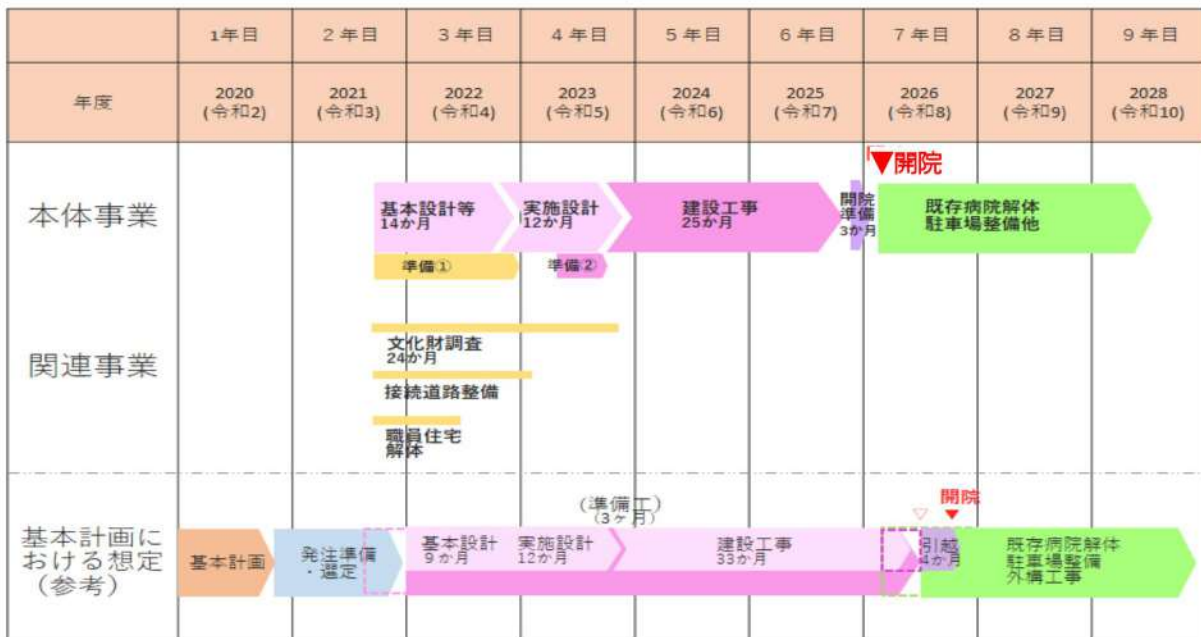 1年目 2年目 3年目 4年目 5年目 6年目 7年目 8年目 9年目
年度 2020 2021 2022 2023 2024 2025 2026 2027 2028
(令和2) (令和3) (令和4) (令和5) (令和6) (令和7) (令和8) (令和9) (令和10)
▼開院
本体事業
基本設計等
14か月
実施設計
12か月
建設工事
25か月
開院
準備
3か月
既存病院解体
駐車場整備他
準備①
準備②
関連事業
文化財調査
24か月
接続道路整備
職員住宅
解体
基本計画に
おける想定
（参考）
基本計画
発注準備
・選定
基本設計
9か月
実施設計
12か月
(準備工)
(3ヶ月)
建設工事
33か月
開院
引越
4か月
既存病院解体
駐車場整備
外構工事